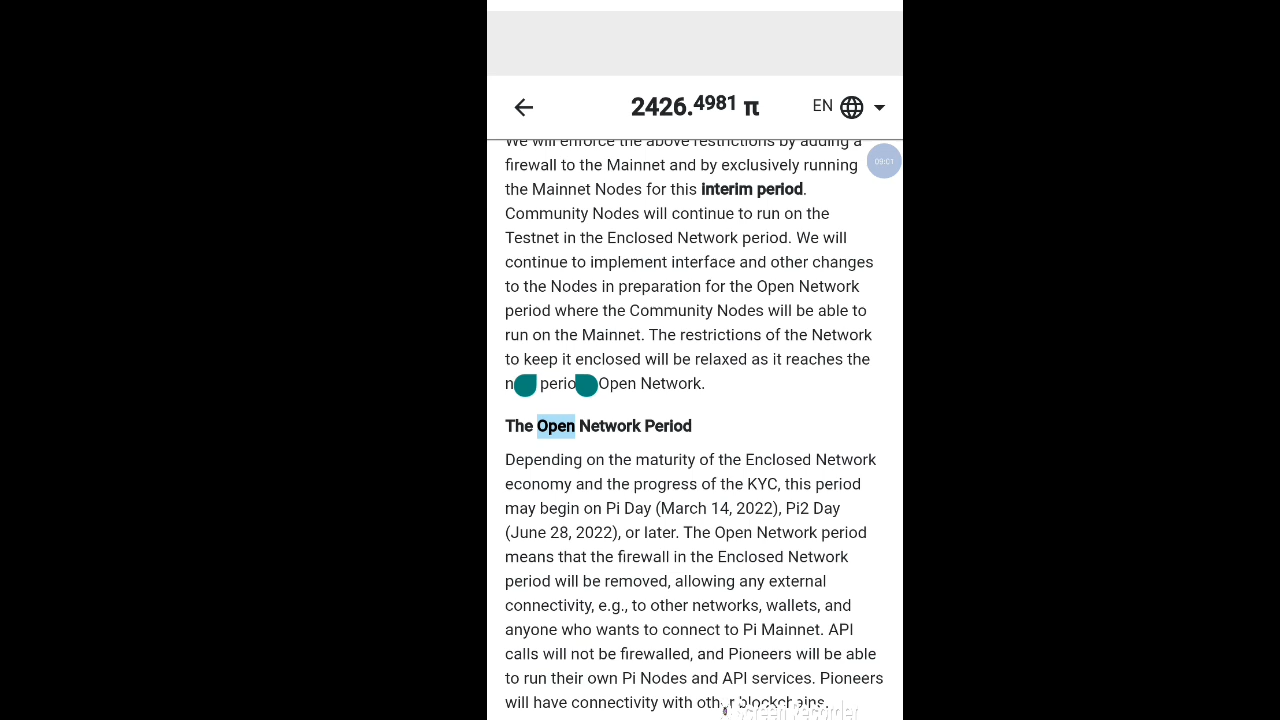 2426.4981 π
EN
We will enforce the above restrictions by adding a
firewall to the Mainnet and by exclusively running
09:01
the Mainnet Nodes for this interim period.
Community Nodes will continue to run on the
Testnet in the Enclosed Network period. We will
continue to implement interface and other changes
to the Nodes in preparation for the Open Network
period where the Community Nodes will be able to
run on the Mainnet. The restrictions of the Network
to keep it enclosed will be relaxed as it reaches the
Open Network.
The Open Network Period
Depending on the maturity of the Enclosed Network
economy and the progress of the KYC, this period
may begin on Pi Day (March 14, 2022), Pi2 Day
(June 28, 2022), or later. The Open Network period
means that the firewall in the Enclosed Network
period will be removed, allowing any external
connectivity, e.g., to other networks, wallets, and
anyone who wants to connect to Pi Mainnet. API
calls will not be firewalled, and Pioneers will be able
to run their own Pi Nodes and API services. Pioneers
will have connectivity with other blockchains.
Screen Recorder